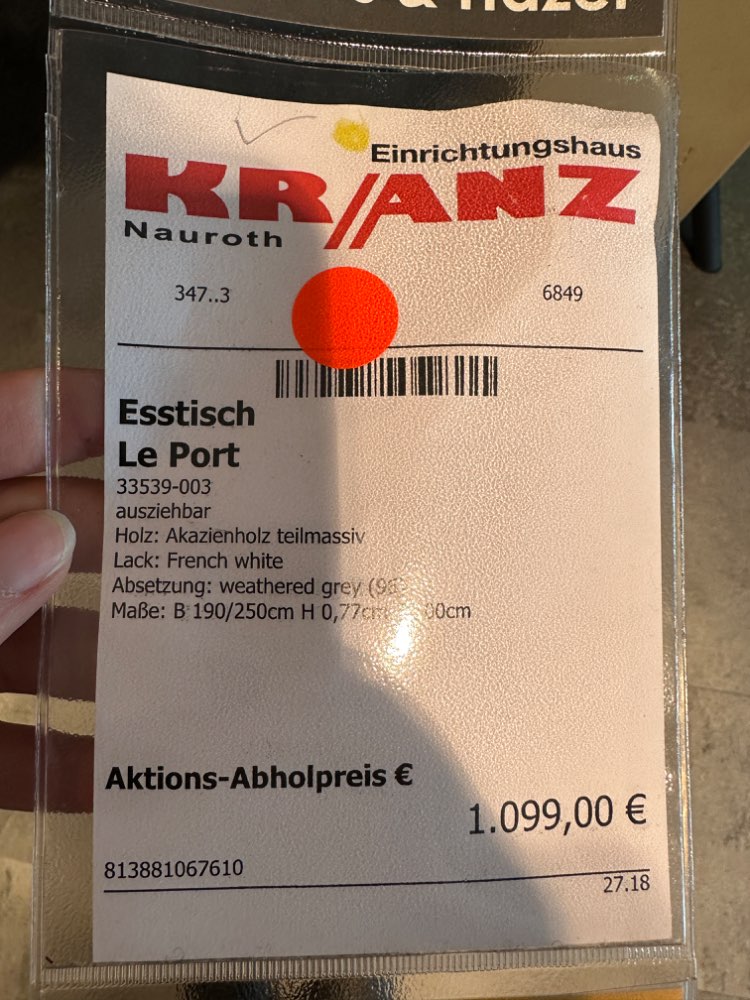 Einrichtungshaus
KRANZ
Nauroth
347..3 6849
Esstisch
Le Port
33539-003
ausziehbar
Holz: Akazienholz teilmassiv
Lack: French white
Absetzung: weathered grey
Maße: B 190/250cm H 0,77cm
Aktions-Abholpreis €
1.099,00 €
813881067610
27.18